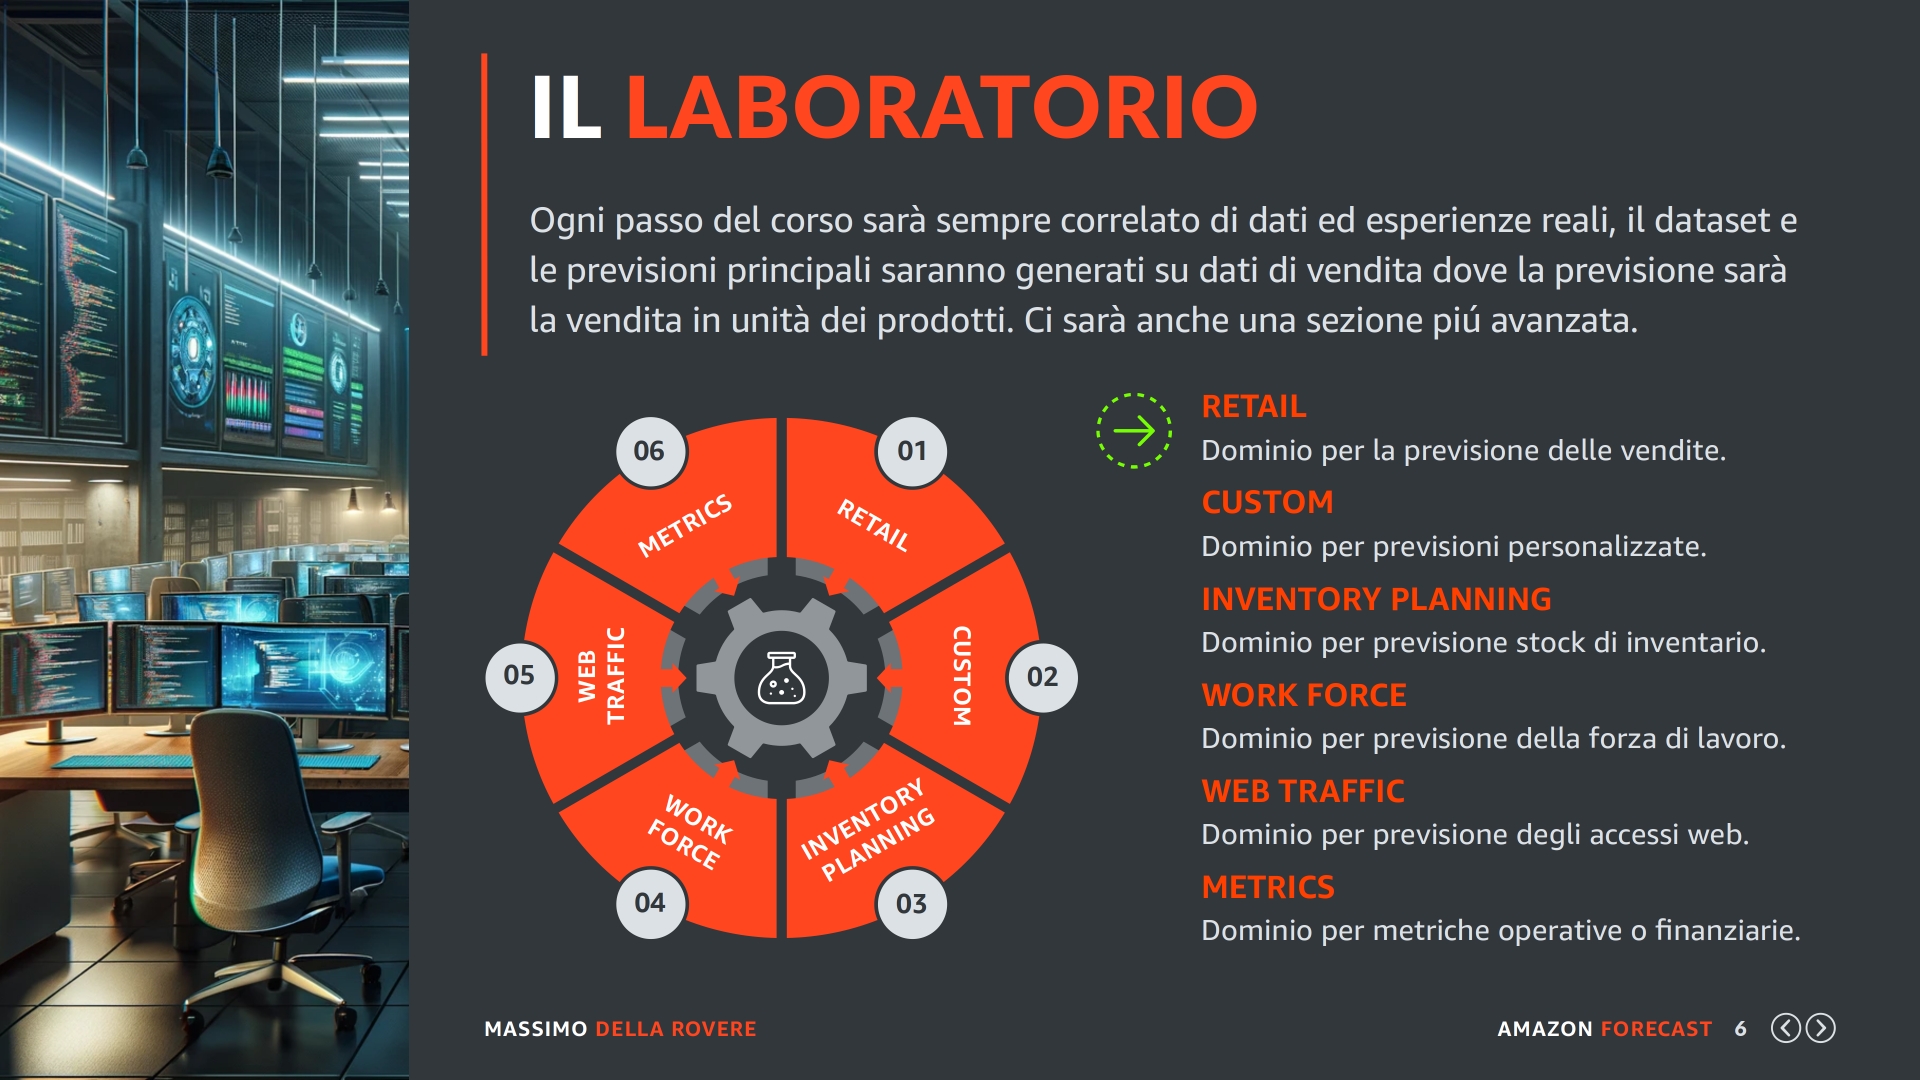 IL LABORATORIO
Ogni passo del corso sarà sempre correlato di dati ed esperienze reali, il dataset e
le previsioni principali saranno generati su dati di vendita dove la previsione sarà
la vendita in unità dei prodotti. Ci sarà anche una sezione piú avanzata.
01
RETAIL
02
CUSTOM
03
INVENTORY
PLANNING
04
WORK
FORCE
05
WEB
TRAFFIC
06
METRICS
RETAIL
Dominio per la previsione delle vendite.
CUSTOM
Dominio per previsioni personalizzate.
INVENTORY PLANNING
Dominio per previsione stock di inventario.
WORK FORCE
Dominio per previsione della forza di lavoro.
WEB TRAFFIC
Dominio per previsione degli accessi web.
METRICS
Dominio per metriche operative o finanziarie.
MASSIMO DELLA ROVERE
AMAZON FORECAST 6